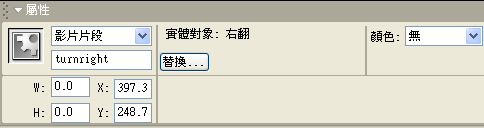 屬性
影片片段 實體對象: 右翻 顏色: 無
turnright 替換...
W: 0.0 X: 397.3
H: 0.0 Y: 248.7